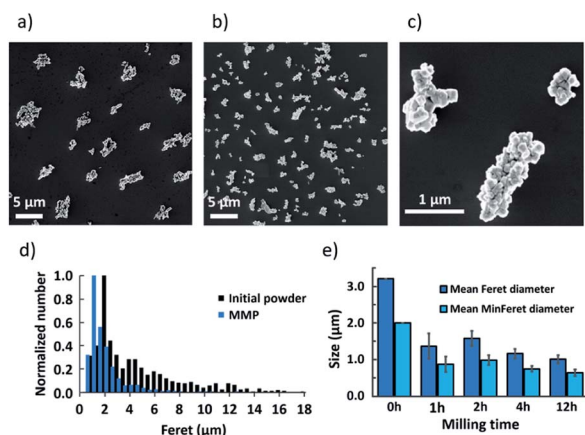 a)
b)
c)
5 µm
5 µm
1 µm
d)
e)
Normalized number
1.0
0.8
0.6
0.4
0.2
0.0
Initial powder
MMP
0 2 4 6 8 10 12 14 16 18
Feret (µm)
Size (µm)
3.0
2.0
1.0
0.0
Mean Feret diameter
Mean MinFeret diameter
0h 1h 2h 4h 12h
Milling time